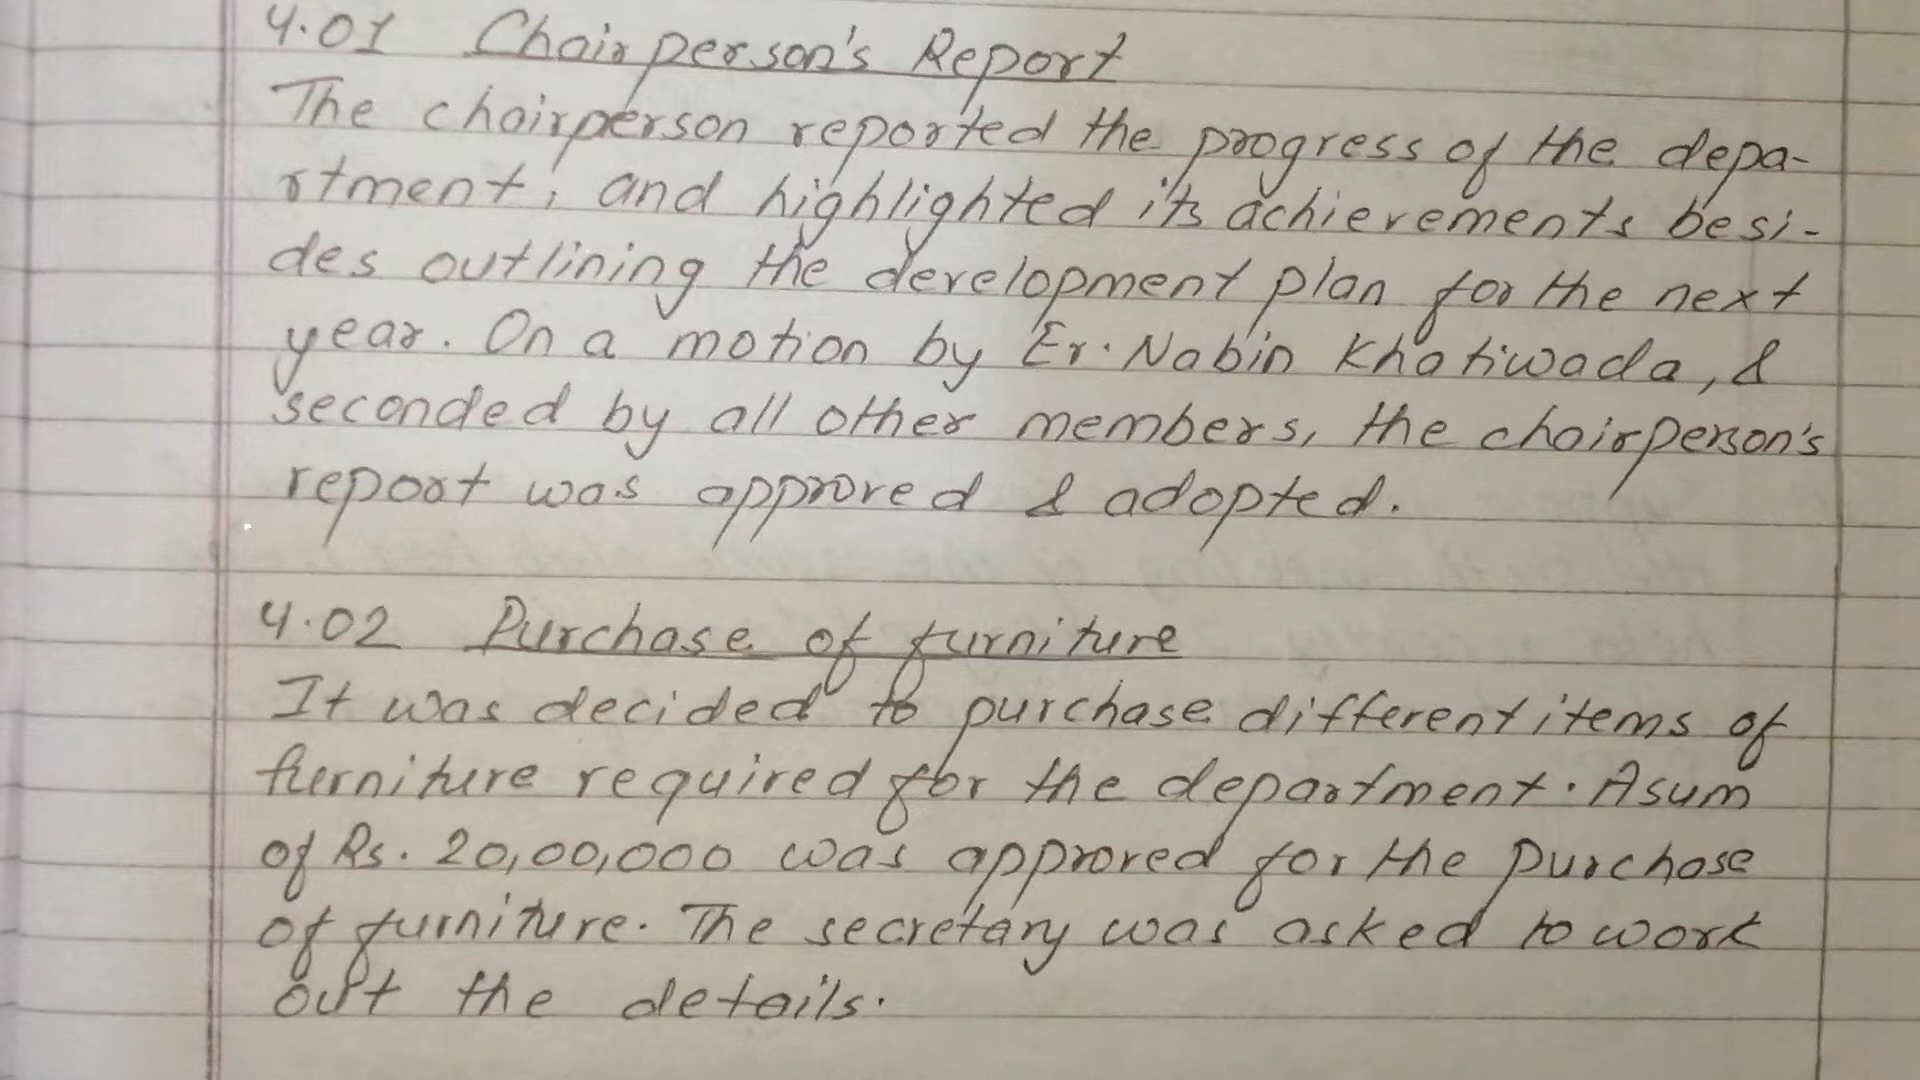 4.01 Chairperson's Report
The chairperson reported the progress of the depa-
rtment, and highlighted its achievements besi-
des outlining the development plan for the next
year. On a motion by Er. Nabin Khatiwada, &
seconded by all other members, the chairperson's
report was approved & adopted.
4.02 Purchase of furniture
It was decided to purchase different items of
furniture required for the department. A sum
of Rs. 20,00,000 was approved for the purchase
of furniture. The secretary was asked to work
out the details.